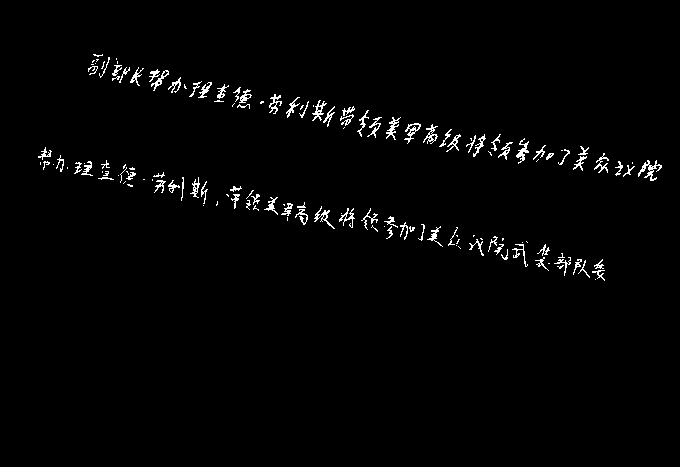 副部长帮办理查德·劳利斯带领美军高级将领参加了美众议院
帮办理查德·劳利斯，带领美军高级将领参加了美众议院武装部队委